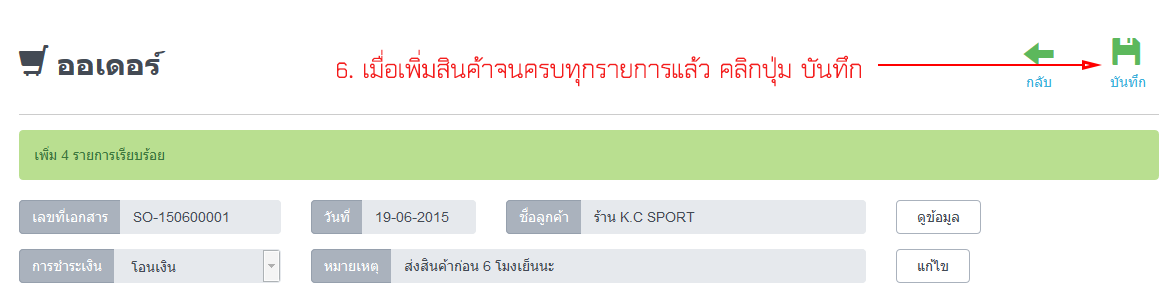 ออเดอร์
6. เมื่อเพิ่มสินค้าจนครบทุกรายการแล้ว คลิกปุ่ม บันทึก
กลับ บันทึก
เพิ่ม 4 รายการเรียบร้อย
เลขที่เอกสาร SO-150600001 วันที่ 19-06-2015 ชื่อลูกค้า ร้าน K.C SPORT ดูข้อมูล
การชำระเงิน โอนเงิน หมายเหตุ ส่งสินค้าก่อน 6 โมงเย็นนะ แก้ไข